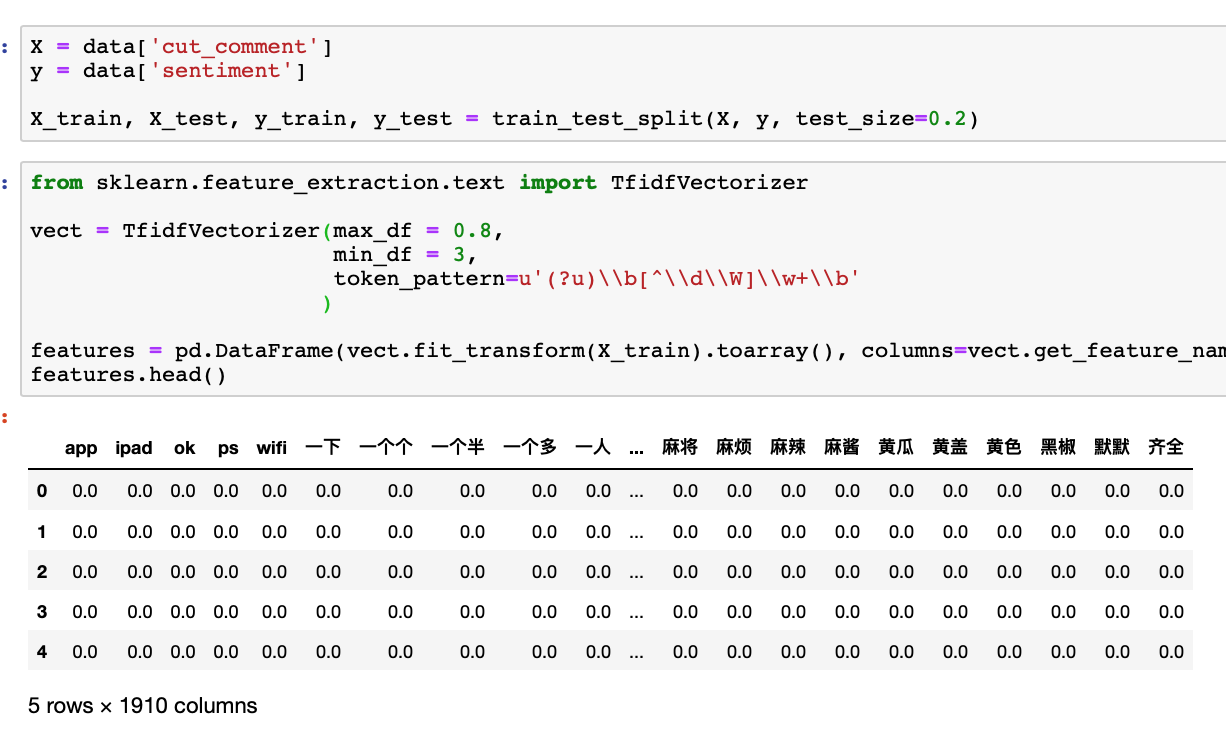 : X = data['cut_comment']
y = data['sentiment']
X_train, X_test, y_train, y_test = train_test_split(X, y, test_size=0.2)
: from sklearn.feature_extraction.text import TfidfVectorizer
vect = TfidfVectorizer(max_df = 0.8,
min_df = 3,
token_pattern=u'(?u)\\b[^\\d\\W]\\w+\\b'
)
features = pd.DataFrame(vect.fit_transform(X_train).toarray(), columns=vect.get_feature_nam
features.head()
:
app ipad ok ps wifi 一下 一个个 一个半 一个多 一人 ... 麻将 麻烦 麻辣 麻酱 黄瓜 黄盖 黄色 黑椒 默默 齐全
0 0.0 0.0 0.0 0.0 0.0 0.0 0.0 0.0 0.0 0.0 ... 0.0 0.0 0.0 0.0 0.0 0.0 0.0 0.0 0.0 0.0
1 0.0 0.0 0.0 0.0 0.0 0.0 0.0 0.0 0.0 0.0 ... 0.0 0.0 0.0 0.0 0.0 0.0 0.0 0.0 0.0 0.0
2 0.0 0.0 0.0 0.0 0.0 0.0 0.0 0.0 0.0 0.0 ... 0.0 0.0 0.0 0.0 0.0 0.0 0.0 0.0 0.0 0.0
3 0.0 0.0 0.0 0.0 0.0 0.0 0.0 0.0 0.0 0.0 ... 0.0 0.0 0.0 0.0 0.0 0.0 0.0 0.0 0.0 0.0
4 0.0 0.0 0.0 0.0 0.0 0.0 0.0 0.0 0.0 0.0 ... 0.0 0.0 0.0 0.0 0.0 0.0 0.0 0.0 0.0 0.0
5 rows × 1910 columns